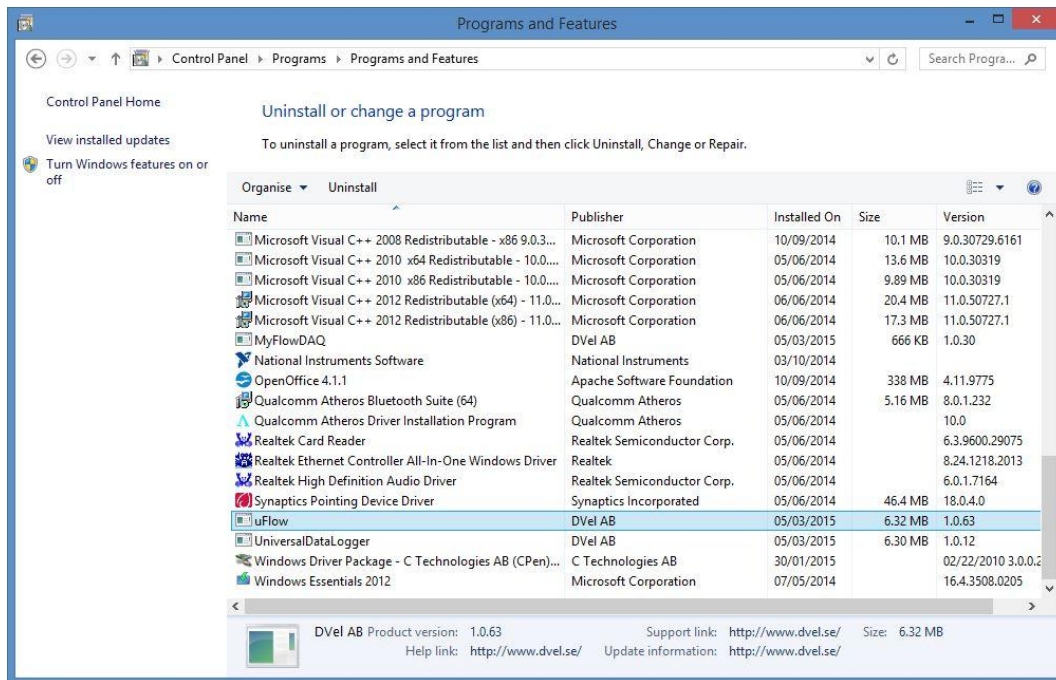 Programs and Features
Control Panel Programs Programs and Features Search Progra...
Control Panel Home
View installed updates
Turn Windows features on or
off
Uninstall or change a program
To uninstall a program, select it from the list and then click Uninstall, Change or Repair.
Organise Uninstall
Name Publisher Installed On Size Version
Microsoft Visual C++ 2008 Redistributable - x86 9.0.3... Microsoft Corporation 10/09/2014 10.1 MB 9.0.30729.6161
Microsoft Visual C++ 2010 x64 Redistributable - 10.0.... Microsoft Corporation 05/06/2014 13.6 MB 10.0.30319
Microsoft Visual C++ 2010 x86 Redistributable - 10.0.... Microsoft Corporation 05/06/2014 9.89 MB 10.0.30319
Microsoft Visual C++ 2012 Redistributable (x64) - 11.0... Microsoft Corporation 06/06/2014 20.4 MB 11.0.50727.1
Microsoft Visual C++ 2012 Redistributable (x86) - 11.0... Microsoft Corporation 06/06/2014 17.3 MB 11.0.50727.1
MyFlowDAQ DVel AB 05/03/2015 666 KB 1.0.30
National Instruments Software National Instruments 03/10/2014
OpenOffice 4.1.1 Apache Software Foundation 10/09/2014 338 MB 4.11.9775
Qualcomm Atheros Bluetooth Suite (64) Qualcomm Atheros 05/06/2014 5.16 MB 8.0.1.232
Qualcomm Atheros Driver Installation Program Qualcomm Atheros 05/06/2014 10.0
Realtek Card Reader Realtek Semiconductor Corp. 05/06/2014 6.3.9600.29075
Realtek Ethernet Controller All-In-One Windows Driver Realtek 05/06/2014 8.24.1218.2013
Realtek High Definition Audio Driver Realtek Semiconductor Corp. 05/06/2014 6.0.1.7164
Synaptics Pointing Device Driver Synaptics Incorporated 05/06/2014 46.4 MB 18.0.4.0
uFlow DVel AB 05/03/2015 6.32 MB 1.0.63
UniversalDataLogger DVel AB 05/03/2015 6.30 MB 1.0.12
Windows Driver Package - C Technologies AB (CPen)... C Technologies AB 30/01/2015 02/22/2010 3.0.0.2
Windows Essentials 2012 Microsoft Corporation 07/05/2014 16.4.3508.0205
DVel AB Product version: 1.0.63 Support link: http://www.dvel.se/ Size: 6.32 MB
Help link: http://www.dvel.se/ Update information: http://www.dvel.se/